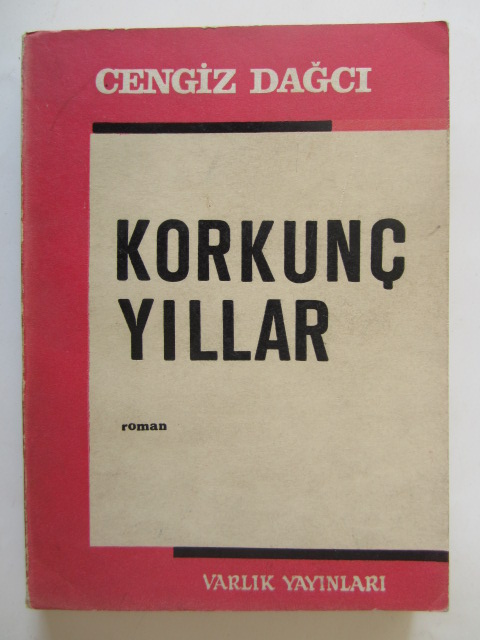 CENGİZ DAĞCI
KORKUNÇ
YILLAR
roman
VARLIK YAYINLARI